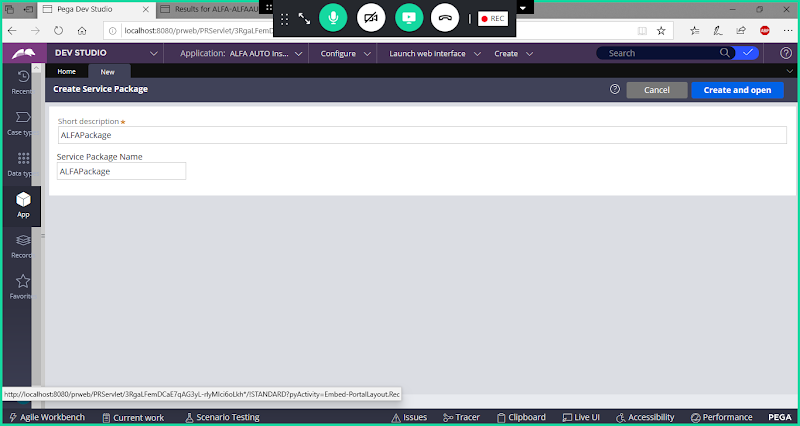 Pega Dev Studio
Results for ALFA-ALFAAU
REC
localhost:8080/prweb/PRServlet/3RgaLFemD
ABP
DEV STUDIO
Application: ALFA AUTO Ins...
Configure
Launch web interface
Create
Search
Home
New
Recen
Create Service Package
Cancel
Create and open
Short description ★
ALFAPackage
Case typ
Service Package Name
ALFAPackage
Data typ
App
Record
Favorit
http://localhost:8080/prweb/PRServlet/3RgaLFemDCaE7qAG3yL-rlyMIci6oLkh*/!STANDARD?pyActivity=Embed-PortalLayout.Rec
Agile Workbench
Current work
Scenario Testing
Issues
Tracer
Clipboard
Live UI
Accessibility
Performance
PEGA